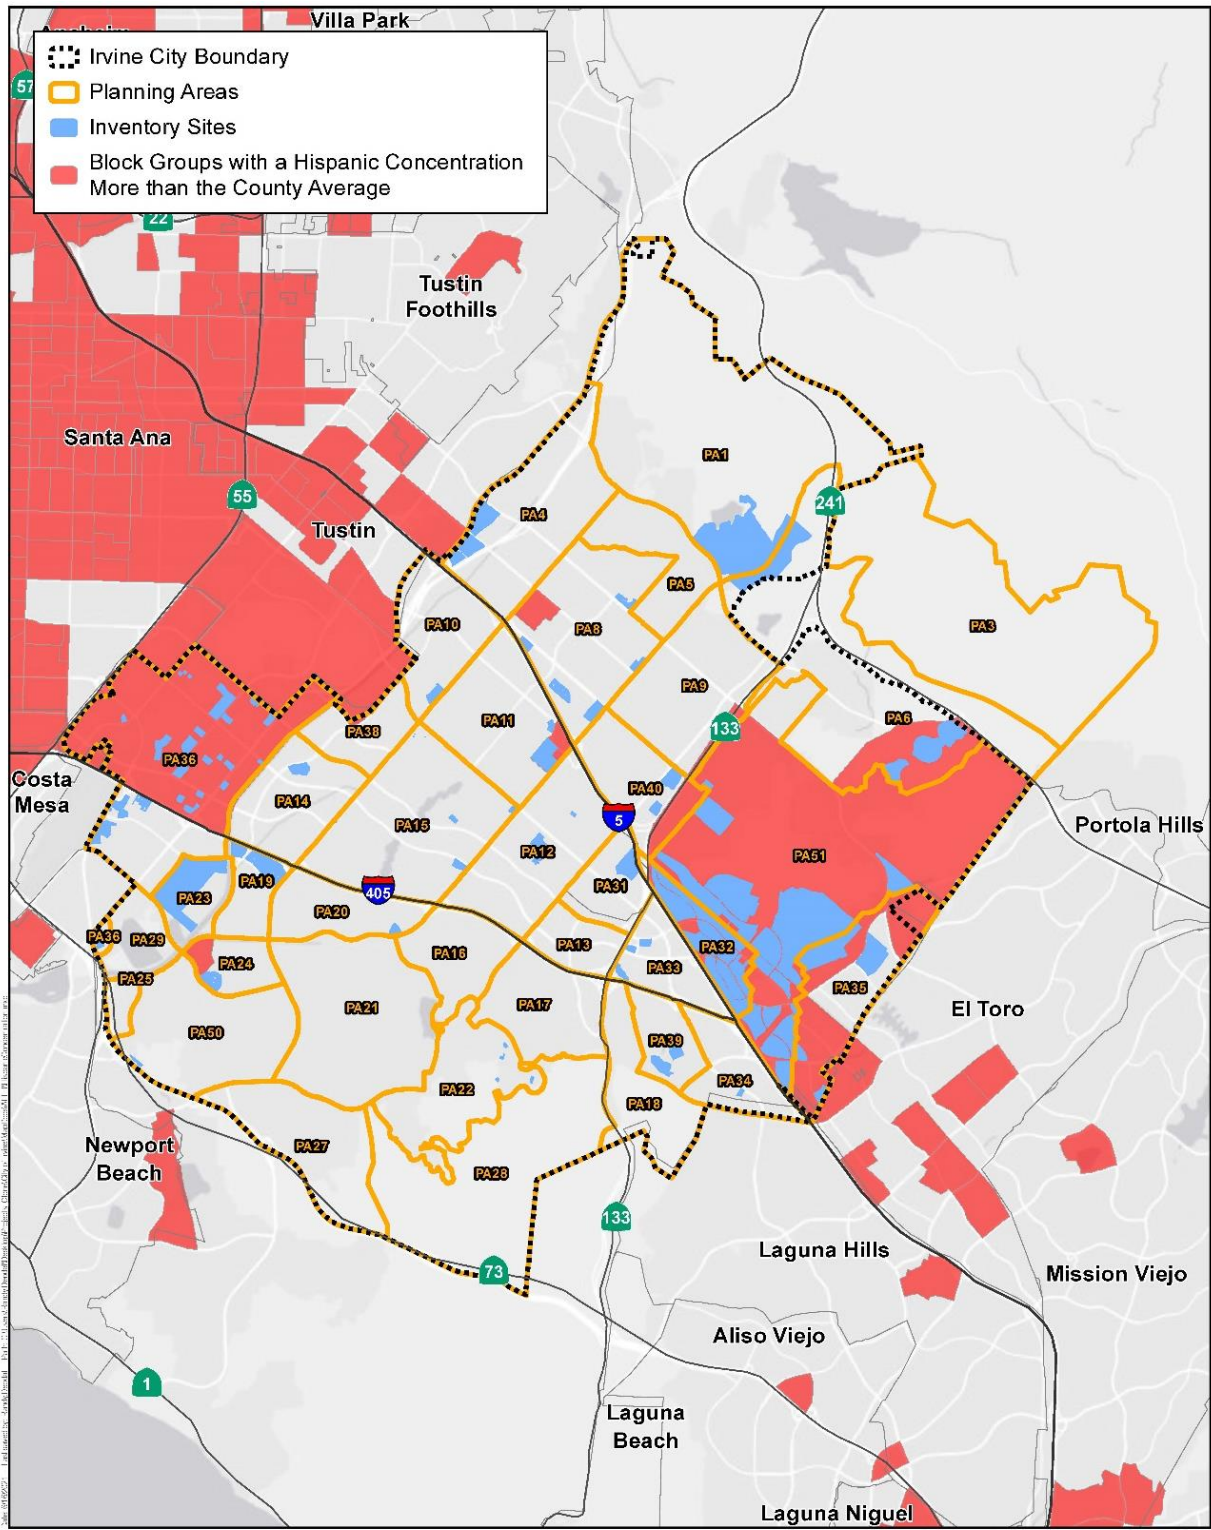 Villa Park
Irvine City Boundary
Planning Areas
Inventory Sites
Block Groups with a Hispanic Concentration
More than the County Average
57
22
Tustin
Foothills
Santa Ana
PA1
55
241
PA4
Tustin
PA5
PA10
PA8
PA3
PA9
PA11
PA6
133
PA38
PA36
Costa
Mesa
PA40
PA14
5
PA15
Portola Hills
PA12
PA51
PA19
PA31
405
PA23
PA20
PA36
PA29
PA13
PA32
PA16
PA24
PA33
PA25
PA35
PA21
PA17
El Toro
PA50
PA39
PA34
PA22
PA18
Newport
Beach
PA27
PA28
133
Laguna Hills
73
Mission Viejo
Aliso Viejo
1
Laguna
Beach
Laguna Niguel